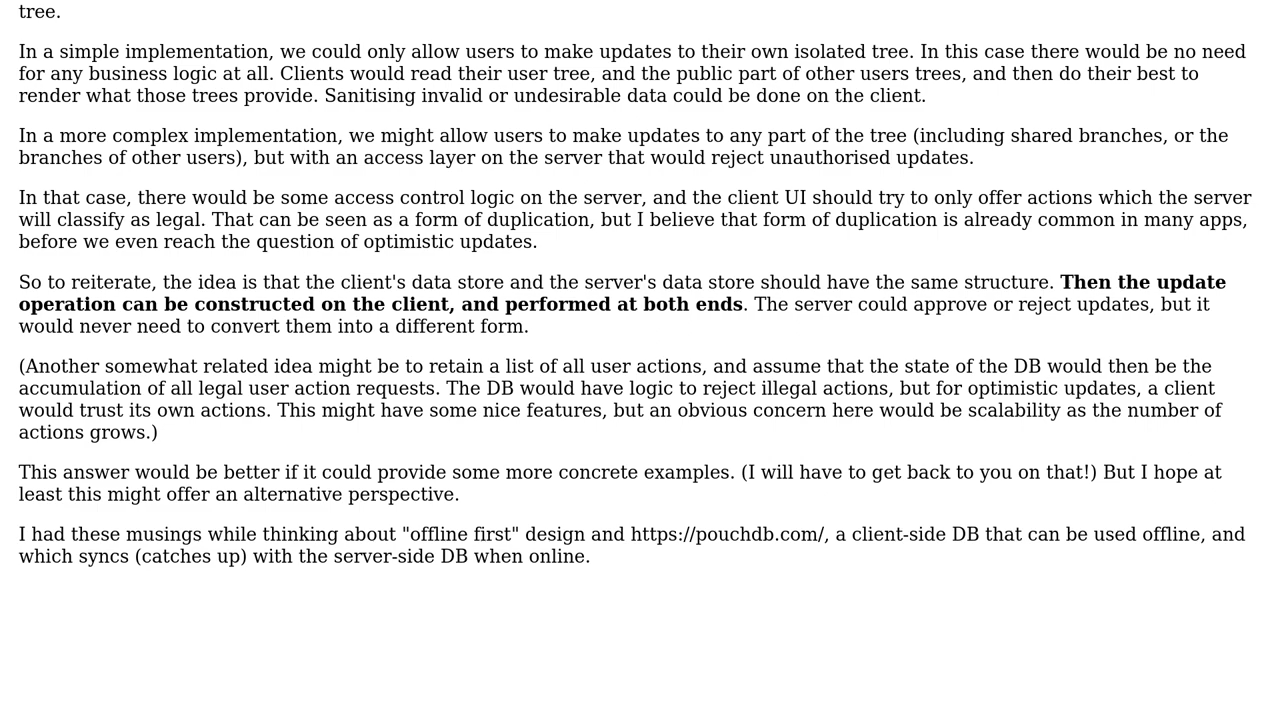 tree.
In a simple implementation, we could only allow users to make updates to their own isolated tree. In this case there would be no need
for any business logic at all. Clients would read their user tree, and the public part of other users trees, and then do their best to
render what those trees provide. Sanitising invalid or undesirable data could be done on the client.
In a more complex implementation, we might allow users to make updates to any part of the tree (including shared branches, or the
branches of other users), but with an access layer on the server that would reject unauthorised updates.
In that case, there would be some access control logic on the server, and the client UI should try to only offer actions which the server
will classify as legal. That can be seen as a form of duplication, but I believe that form of duplication is already common in many apps,
before we even reach the question of optimistic updates.
So to reiterate, the idea is that the client's data store and the server's data store should have the same structure. Then the update
operation can be constructed on the client, and performed at both ends. The server could approve or reject updates, but it
would never need to convert them into a different form.
(Another somewhat related idea might be to retain a list of all user actions, and assume that the state of the DB would then be the
accumulation of all legal user action requests. The DB would have logic to reject illegal actions, but for optimistic updates, a client
would trust its own actions. This might have some nice features, but an obvious concern here would be scalability as the number of
actions grows.)
This answer would be better if it could provide some more concrete examples. (I will have to get back to you on that!) But I hope at
least this might offer an alternative perspective.
I had these musings while thinking about "offline first" design and https://pouchdb.com/, a client-side DB that can be used offline, and
which syncs (catches up) with the server-side DB when online.